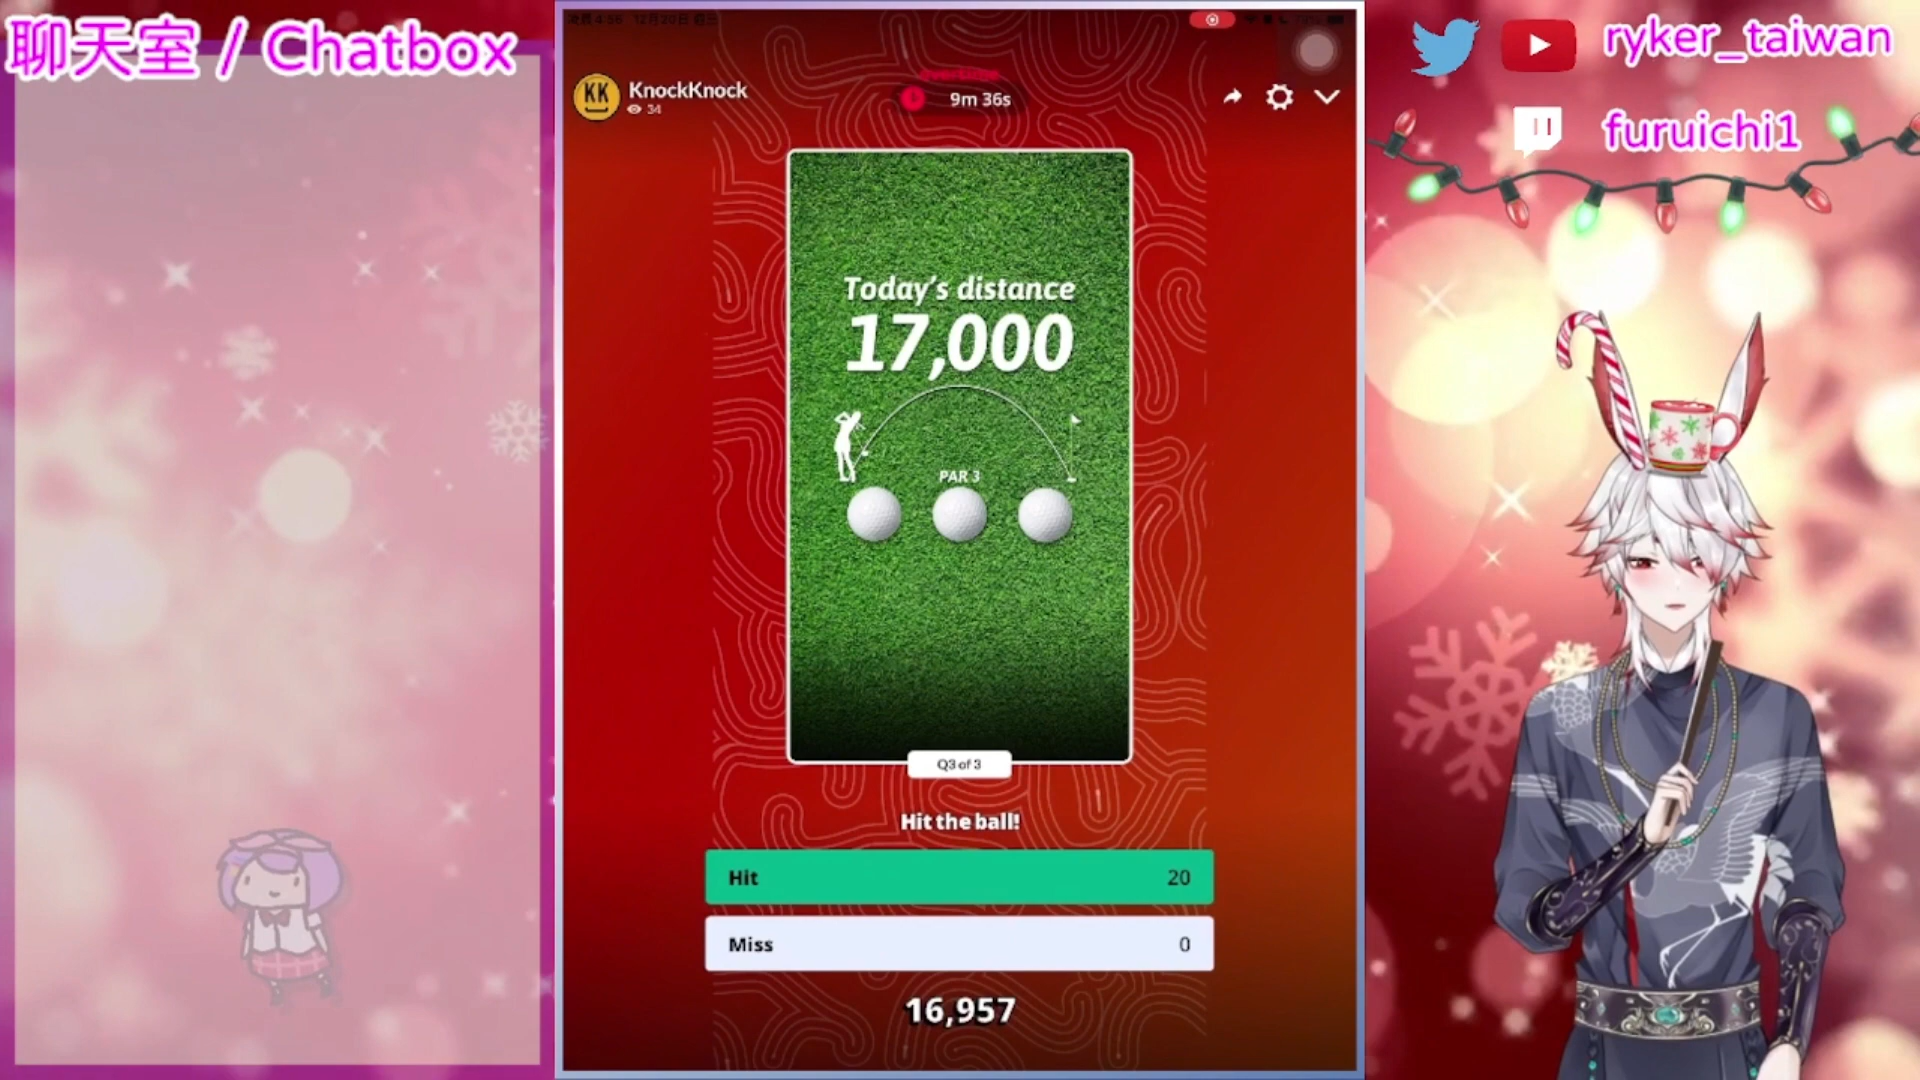 聊天室 / Chatbox
KK
KnockKnock
34
9m 36s
Today's distance
17,000
PAR 3
Q3 of 3
Hit the ball!
Hit 20
Miss 0
16,957
ryker_taiwan
furuichi1